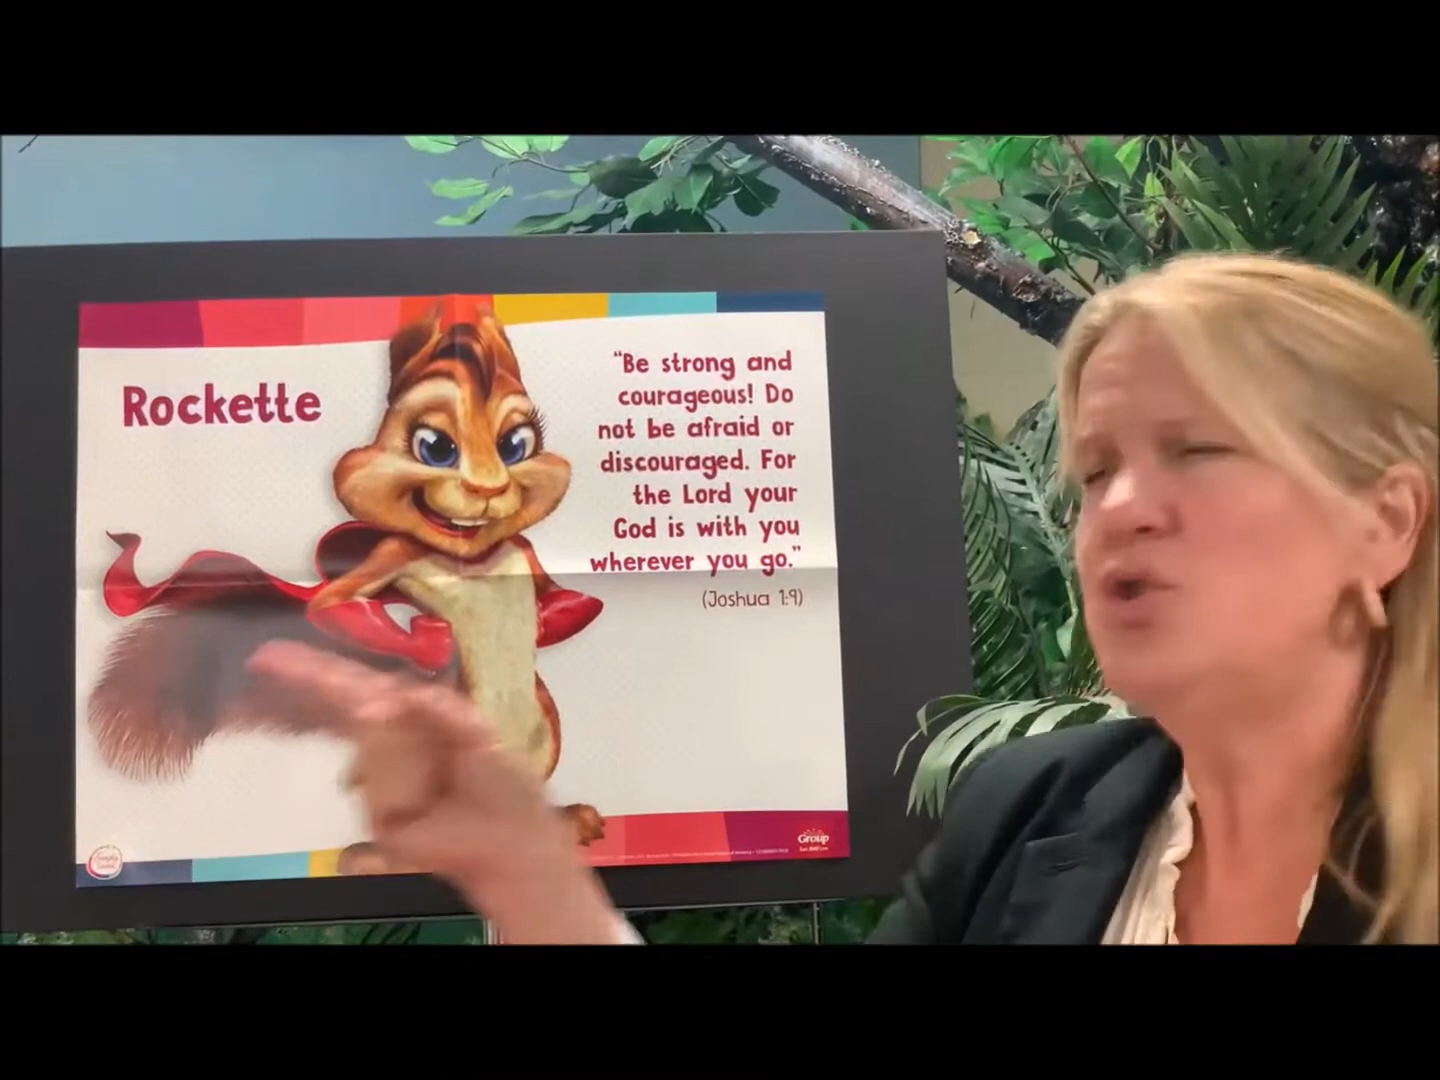 Rockette
"Be strong and
courageous! Do
not be afraid or
discouraged. For
the Lord your
God is with you
wherever you go."
(Joshua 1:9)
Group